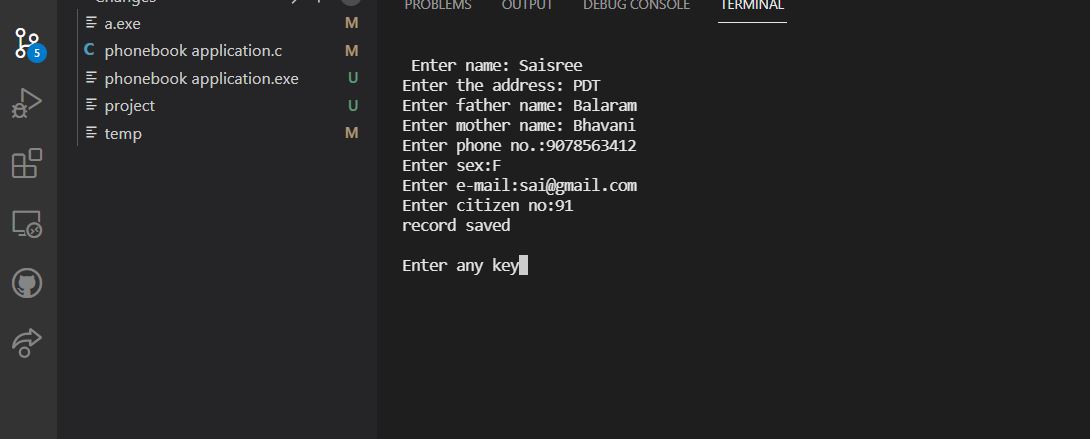 Changes
PROBLEMS OUTPUT DEBUG CONSOLE TERMINAL
a.exe M
C phonebook application.c M
phonebook application.exe U
project U
temp M
5
Enter name: Saisree
Enter the address: PDT
Enter father name: Balaram
Enter mother name: Bhavani
Enter phone no.:9078563412
Enter sex:F
Enter e-mail:sai@gmail.com
Enter citizen no:91
record saved
Enter any key